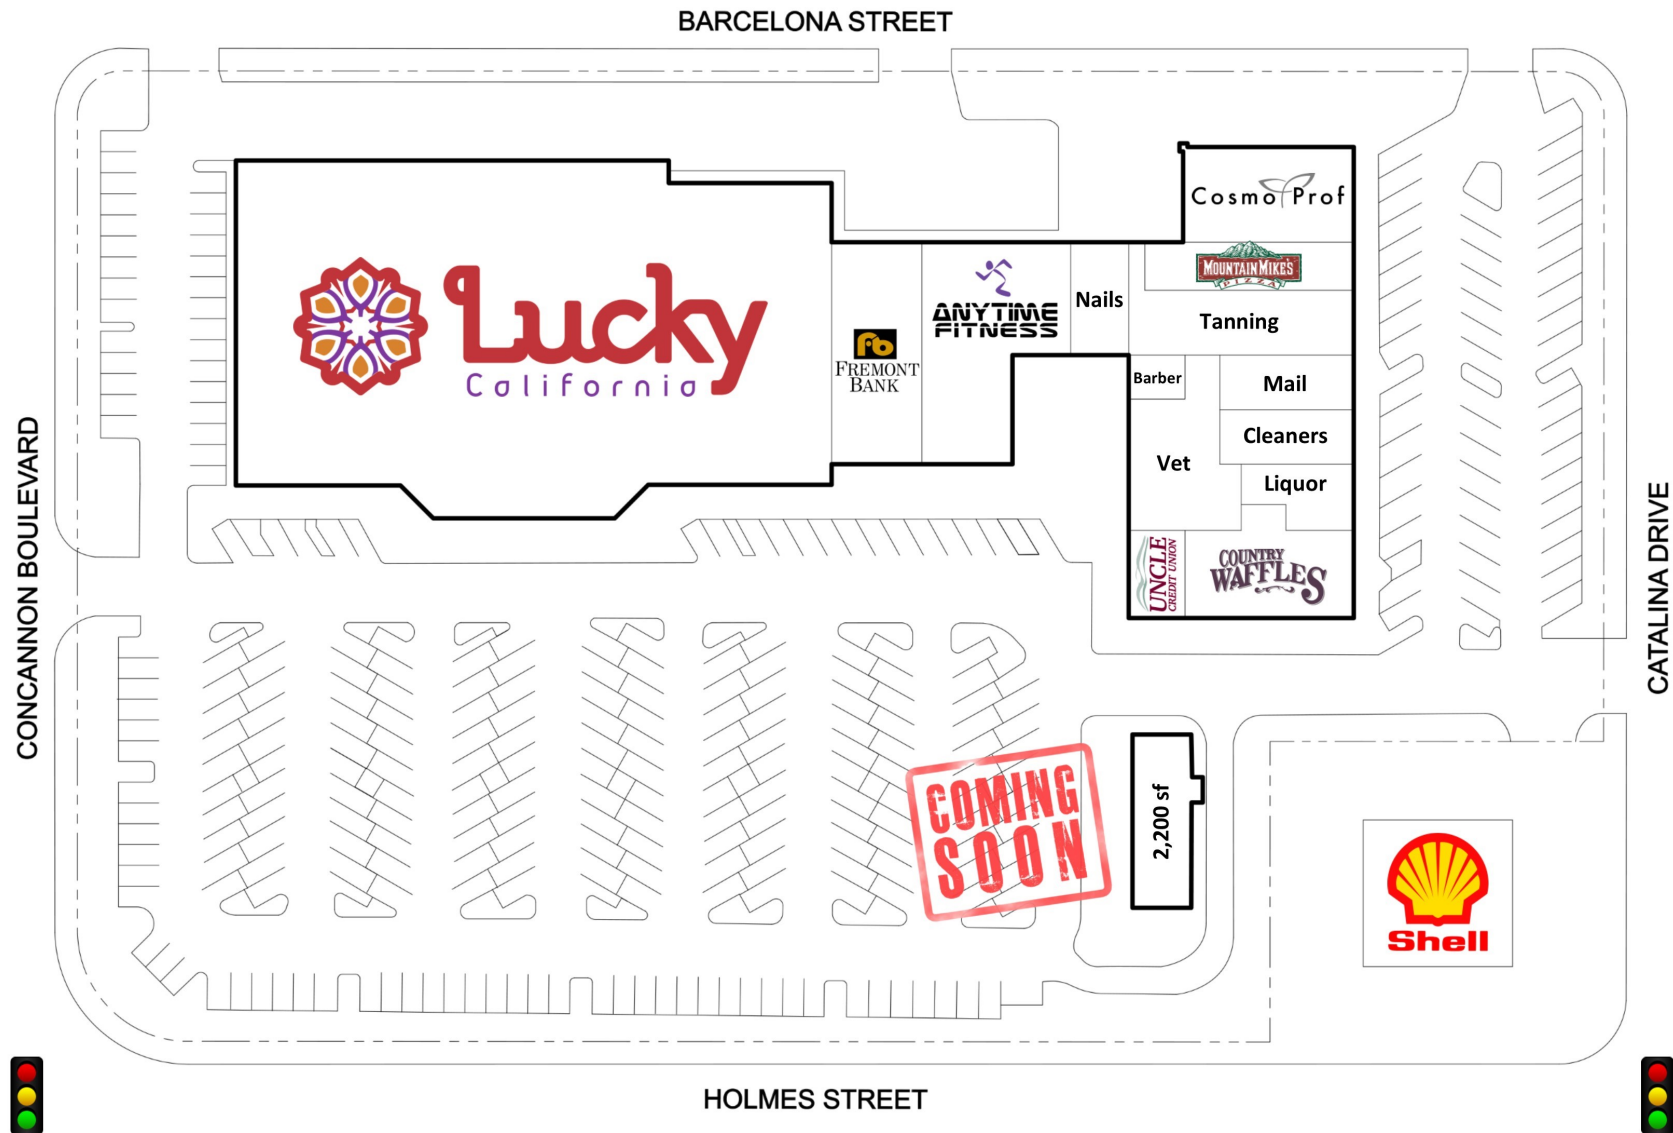 BARCELONA STREET
Cosmo Prof
MOUNTAIN MIKE'S
PIZZA
Lucky
California
fb
FREMONT
BANK
ANYTIME
FITNESS
Nails
Tanning
Barber
Mail
Cleaners
Vet
Liquor
UNCLE
CREDIT UNION
COUNTRY
WAFFLES
CONCANNON BOULEVARD
CATALINA DRIVE
COMING
SOON
2,200 sf
Shell
HOLMES STREET